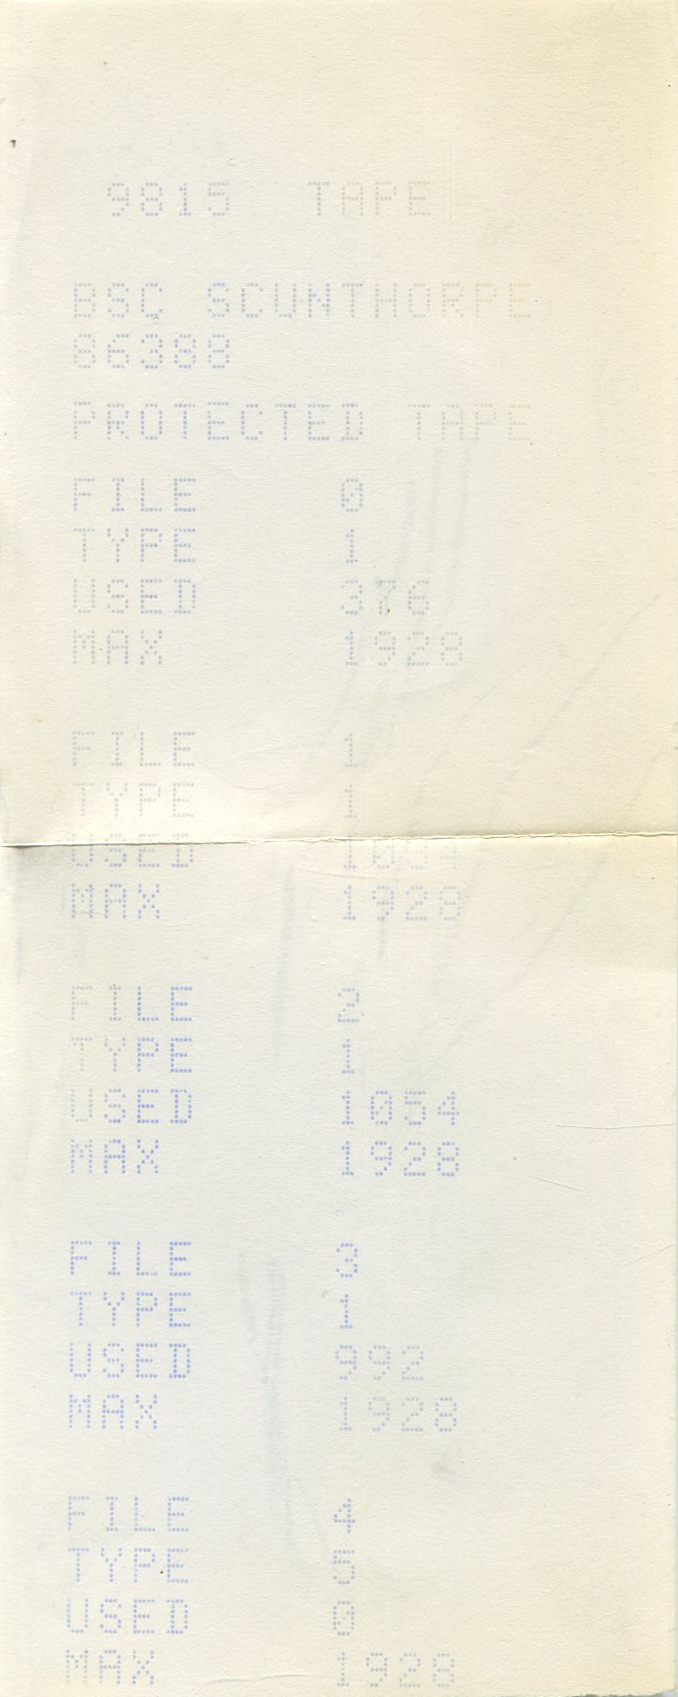 9815 TAPE
BSC SCUNTHORPE
86388
PROTECTED TAPE
FILE 0
TYPE 1
USED 376
MAX 1928
FILE 1
TYPE 1
USED
MAX 1928
FILE 2
TYPE 1
USED 1054
MAX 1928
FILE 3
TYPE 1
USED 992
MAX 1928
FILE 4
TYPE 5
USED 0
MAX 1928